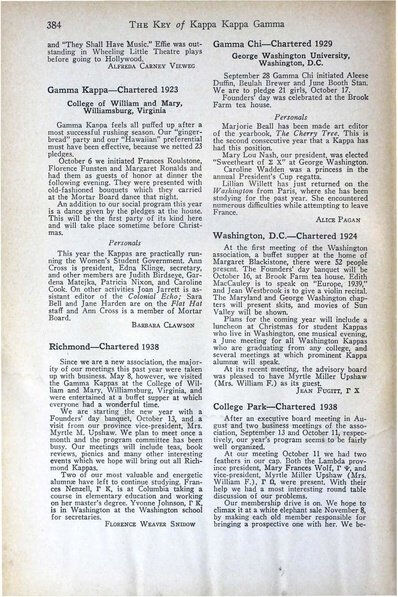 384
THE KEY of Kappa Kappa Gamma
and "They Shall Have Music." Effie was out-
standing in Wheeling Little Theatre plays
before going to Hollywood.
ALFREDA CARNEY VIEWEG
Gamma Kappa—Chartered 1923
College of William and Mary,
Williamsburg, Virginia
Gamma Kappa feels all puffed up after a
most successful rushing season. Our "ginger-
bread" party and our "Hawaiian" preferential
must have been effective, because we netted 23
pledges.
October 6 we initiated Frances Roulstone,
Florence Funsten and Margaret Ronalds and
had them as guests of honor at dinner the
following evening. They were presented with
old-fashioned bouquets which they carried
at the Mortar Board dance that night.
An addition to our social program this year
is a dance given by the pledges at the house.
This will be the first party of its kind here
and will take place sometime before Christ-
mas.
Personals
This year the Kappas are practically run-
ning the Women's Student Government. Ann
Cross is president, Edna Klinge, secretary,
and other members are Judith Birdseye, Gar-
dena Matejka, Patricia Nixon, and Caroline
Cook. On other activities Joan Jarrett is as-
sistant editor of the Colonial Echo; Sara
Bell and Jane Harden are on the Flat Hat
staff and Ann Cross is a member of Mortar
Board.
BARBARA CLAWSON
Richmond—Chartered 1938
Since we are a new association, the major-
ity of our meetings this past year were taken
up with business. May 8, however, we visited
the Gamma Kappas at the College of Wil-
liam and Mary, Williamsburg, Virginia, and
were entertained at a buffet supper at which
everyone had a wonderful time.
We are starting the new year with a
Founders' day banquet, October 13, and a
visit from our province vice-president, Mrs.
Myrtle M. Upshaw. We plan to meet once a
month and the program committee has been
busy. Our meetings will include teas, book
reviews, picnics and many other interesting
events which we hope will bring out all Rich-
mond Kappas.
Two of our most valuable and energetic
alumnæ have left to continue studying. Fran-
ces Nenzell, Γ K, is at Columbia taking a
course in elementary education and working
on her master's degree. Yvonne Johnson, Γ K,
is in Washington at the Washington school
for secretaries.
FLORENCE WEAVER SNIDOW
Gamma Chi—Chartered 1929
George Washington University,
Washington, D.C.
September 28 Gamma Chi initiated Aleese
Duffin, Beulah Brewer and June Booth Stan.
We are to pledge 21 girls, October 17.
Founders' day was celebrated at the Brook
Farm tea house.
Personals
Marjorie Beall has been made art editor
of the yearbook, The Cherry Tree. This is
the second consecutive year that a Kappa has
had this position.
Mary Lou Nash, our president, was elected
"Sweetheart of Σ X" at George Washington.
Caroline Wadden was a princess in the
annual President's Cup regatta.
Lillian Willett has just returned on the
Washington from Paris, where she has been
studying for the past year. She encountered
numerous difficulties while attempting to leave
France.
ALICE PAGAN
Washington, D.C.—Chartered 1924
At the first meeting of the Washington
association, a buffet supper at the home of
Margaret Blackistone, there were 52 people
present. The Founders' day banquet will be
October 16, at Brook Farm tea house. Edith
MacCauley is to speak on "Europe, 1939,"
and Jean Westbrook is to give a violin recital.
The Maryland and George Washington chap-
ters will present skits, and movies of Sun
Valley will be shown.
Plans for the coming year will include a
luncheon at Christmas for student Kappas
who live in Washington, one musical evening,
a June meeting for all Washington Kappas
who are graduating from any college, and
several meetings at which prominent Kappa
alumnæ will speak.
At its recent meeting, the advisory board
was pleased to have Myrtle Miller Upshaw
(Mrs. William F.) as its guest.
JEAN FUGITT, Γ X
College Park—Chartered 1938
After an executive board meeting in Aug-
ust and two business meetings of the asso-
ciation, September 13 and October 11, respec-
tively, our year's program seems to be fairly
well organized.
At our meeting October 11 we had two
feathers in our cap. Both the Lambda prov-
ince president, Mary Frances Wolf, Γ Ψ, and
vice-president, Myrtle Miller Upshaw (Mrs.
William F.), Γ Ω, were present. With their
help we had a most interesting round table
discussion of our problems.
Our membership drive is on. We hope to
climax it at a white elephant sale November 8,
by making each old member responsible for
bringing a prospective one with her. We be-